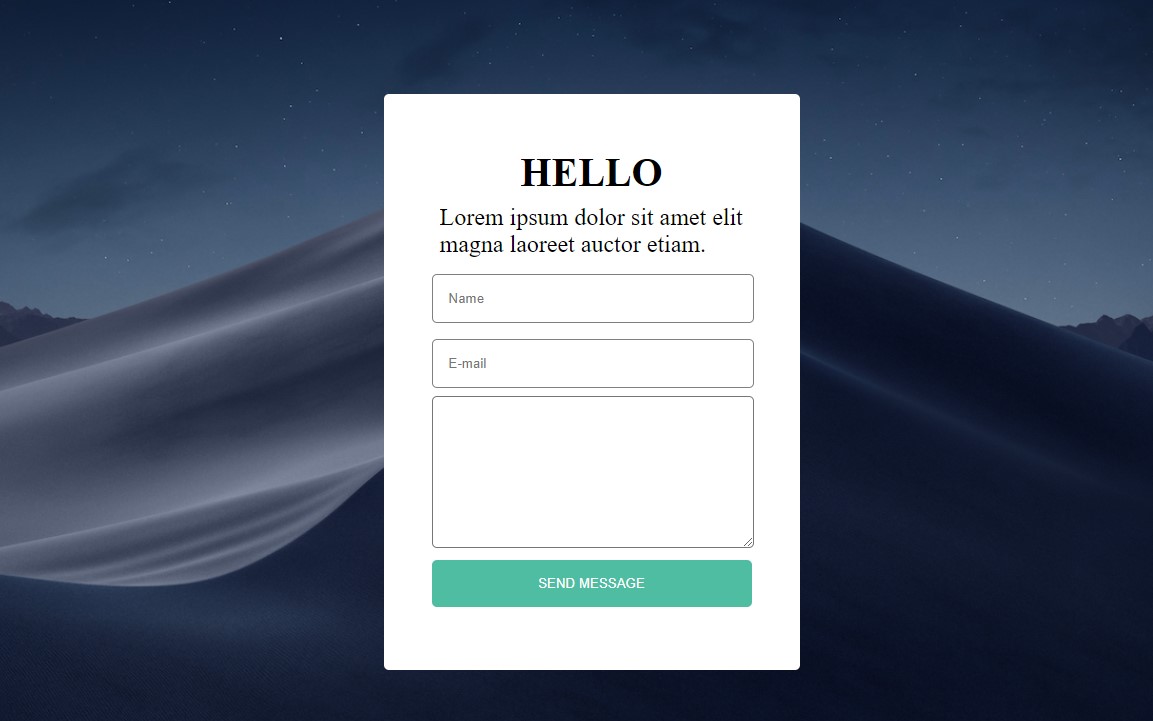 HELLO
Lorem ipsum dolor sit amet elit
magna laoreet auctor etiam.
Name
E-mail
SEND MESSAGE